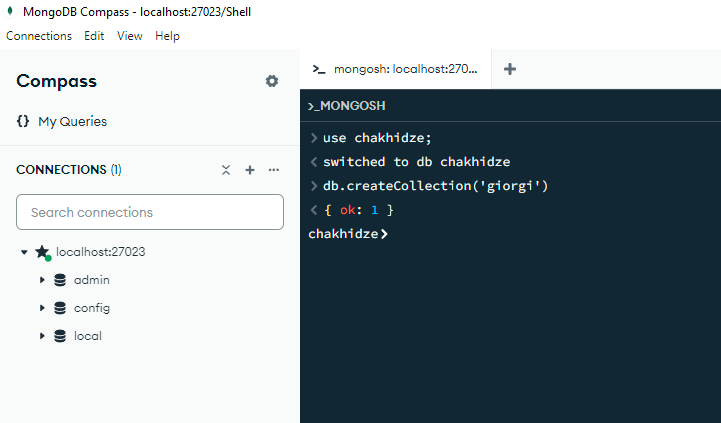 MongoDB Compass - localhost:27023/Shell
Connections Edit View Help
Compass
My Queries
CONNECTIONS (1)
Search connections
localhost:27023
admin
config
local
>_ mongosh: localhost:270...
>_MONGOSH
> use chakhidze;
< switched to db chakhidze
> db.createCollection('giorgi')
< { ok: 1 }
chakhidze>